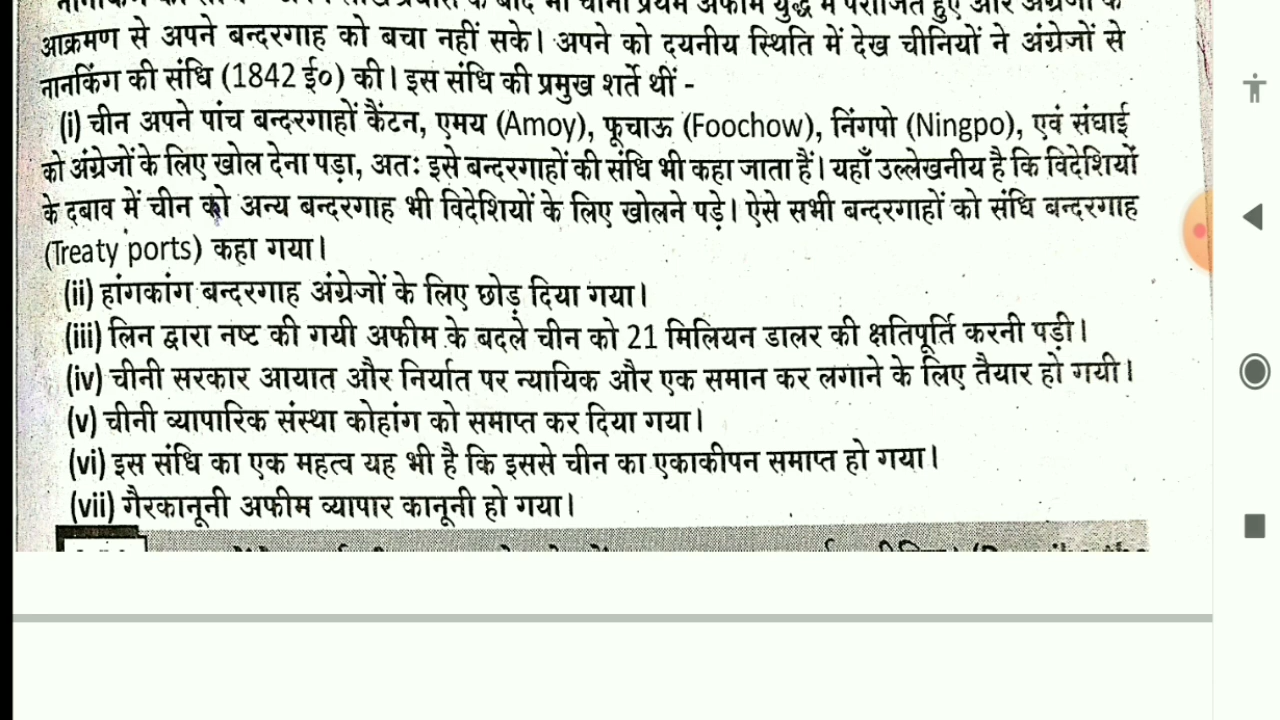 आक्रमण से अपने बन्दरगाह को बचा नहीं सके। अपने को दयनीय स्थिति में देख चीनियों ने अंग्रेजों से
नानकिंग की संधि (1842 ई०) की। इस संधि की प्रमुख शर्ते थीं -
(i) चीन अपने पांच बन्दरगाहों कैंटन, एमय (Amoy), फूचाऊ (Foochow), निंगपो (Ningpo), एवं संघाई
को अंग्रेजों के लिए खोल देना पड़ा, अतः इसे बन्दरगाहों की संधि भी कहा जाता हैं। यहाँ उल्लेखनीय है कि विदेशियों
के दबाव में चीन को अन्य बन्दरगाह भी विदेशियों के लिए खोलने पड़े। ऐसे सभी बन्दरगाहों को संधि बन्दरगाह
(Treaty ports) कहा गया।
(ii) हांगकांग बन्दरगाह अंग्रेजों के लिए छोड़ दिया गया।
(iii) लिन द्वारा नष्ट की गयी अफीम के बदले चीन को 21 मिलियन डालर की क्षतिपूर्ति करनी पड़ी।
(iv) चीनी सरकार आयात और निर्यात पर न्यायिक और एक समान कर लगाने के लिए तैयार हो गयी।
(v) चीनी व्यापारिक संस्था कोहांग को समाप्त कर दिया गया।
(vi) इस संधि का एक महत्व यह भी है कि इससे चीन का एकाकीपन समाप्त हो गया।
(vii) गैरकानूनी अफीम व्यापार कानूनी हो गया।